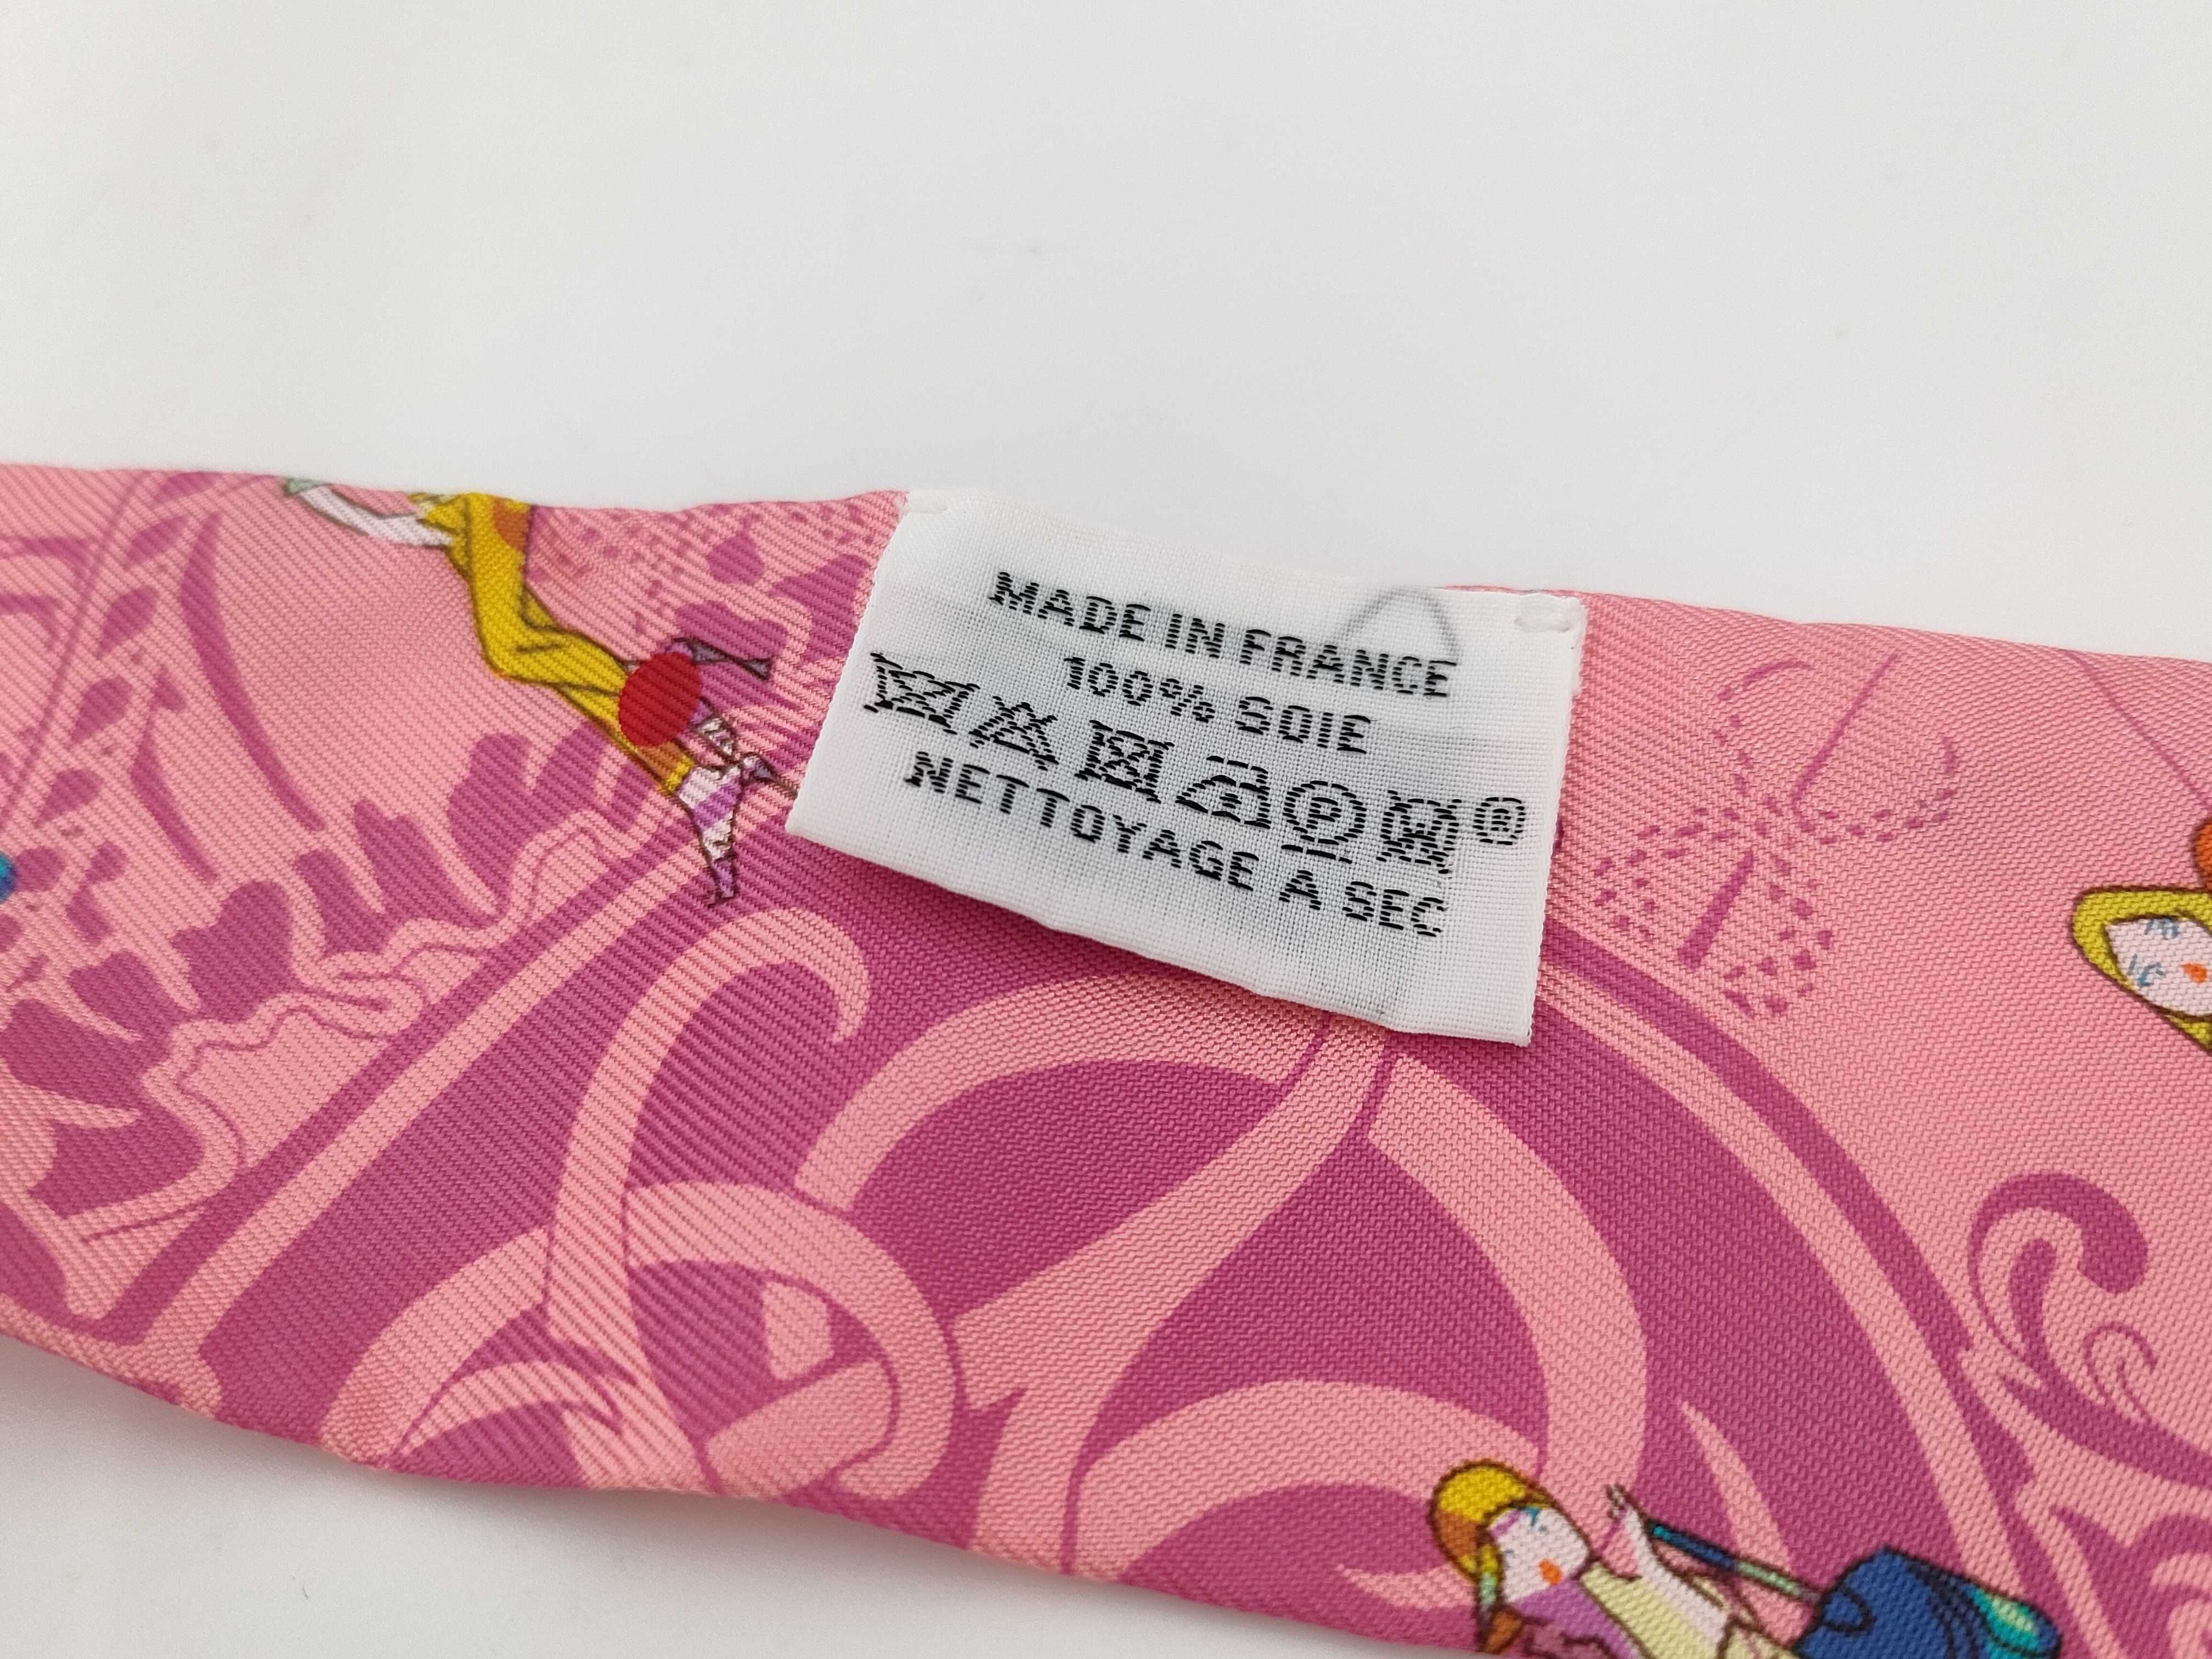 MADE IN FRANCE
100% SOIE
P W ®
NETTOYAGE A SEC